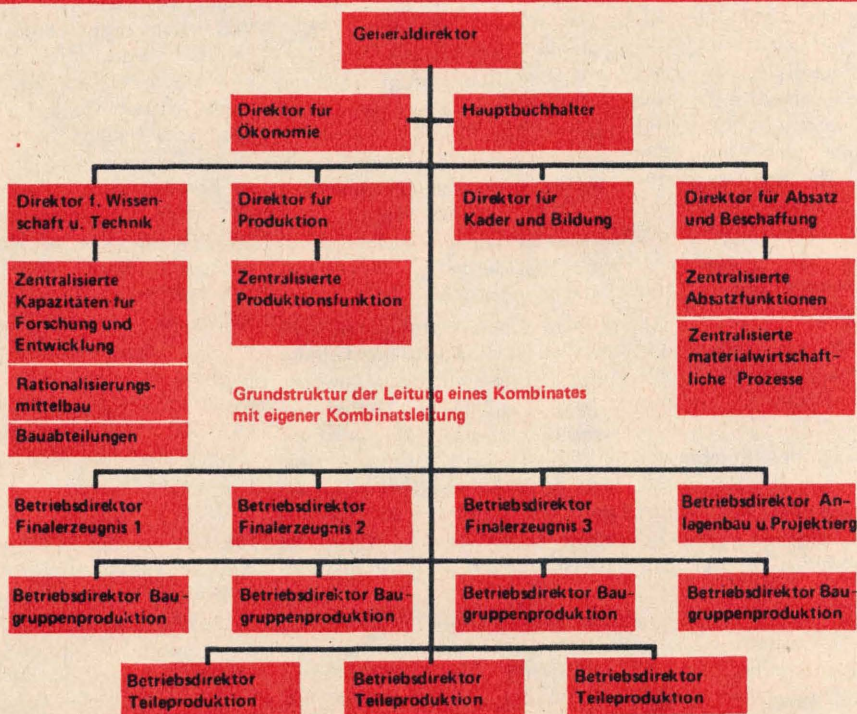 Generaldirektor
Direktor für
Ökonomie
Hauptbuchhalter
Direktor f. Wissen-
schaft u. Technik
Direktor für
Produktion
Direktor für
Kader und Bildung
Direktor für Absatz
und Beschaffung
Zentralisierte
Kapazitäten für
Forschung und
Entwicklung
Rationalisierungs-
mittelbau
Bauabteilungen
Zentralisierte
Produktionsfunktion
Zentralisierte
Absatzfunktionen
Zentralisierte
materialwirtschaft-
liche Prozesse
Grundstruktur der Leitung eines Kombinates
mit eigener Kombinatsleitung
Betriebsdirektor
Finalerzeugnis 1
Betriebsdirektor
Finalerzeugnis 2
Betriebsdirektor
Finalerzeugnis 3
Betriebsdirektor An-
lagenbau u. Projektierg
Betriebsdirektor Bau-
gruppenproduktion
Betriebsdirektor Bau-
gruppenproduktion
Betriebsdirektor Bau-
gruppenproduktion
Betriebsdirektor Bau-
gruppenproduktion
Betriebsdirektor
Teileproduktion
Betriebsdirektor
Teileproduktion
Betriebsdirektor
Teileproduktion